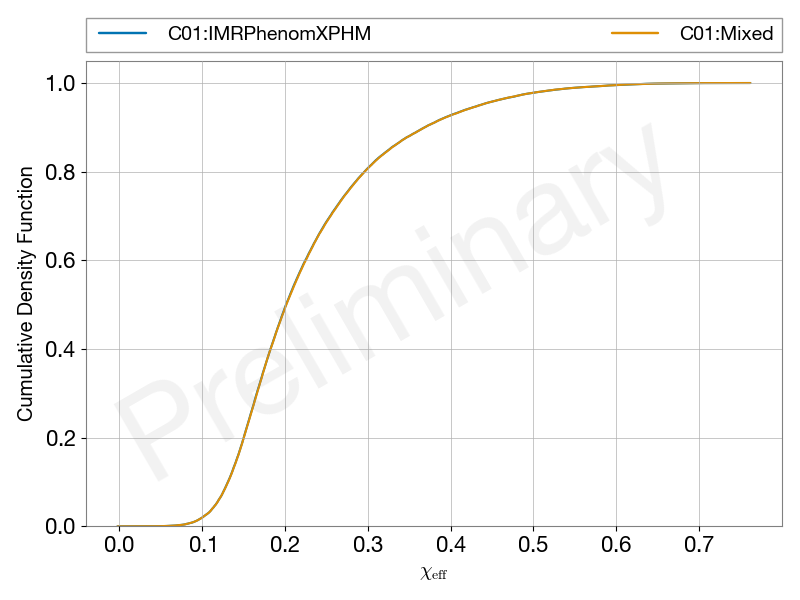 C01:IMRPhenomXPHM C01:Mixed
1.0
0.8
0.6
0.4
0.2
0.0
Cumulative Density Function
Preliminary
0.0 0.1 0.2 0.3 0.4 0.5 0.6 0.7
χeff